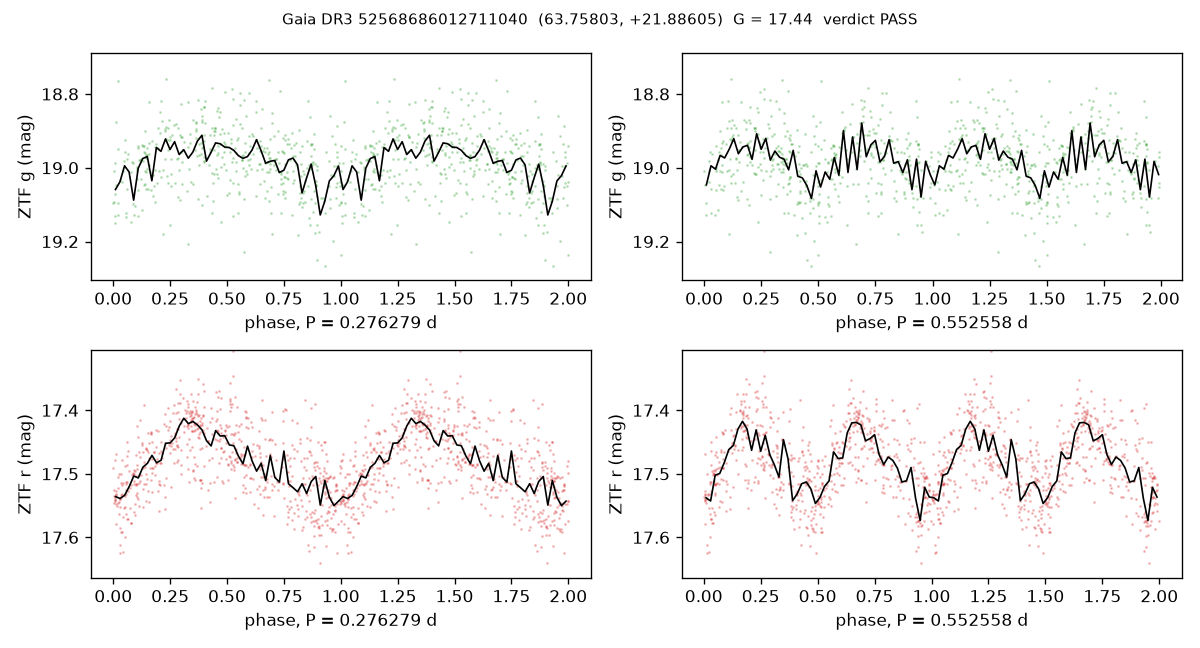 Gaia DR3 52568686012711040  (63.75803, +21.88605)  G = 17.44  verdict PASS
ZTF g (mag)
18.8
19.0
19.2
0.00 0.25 0.50 0.75 1.00 1.25 1.50 1.75 2.00
phase, P = 0.276279 d
ZTF g (mag)
18.8
19.0
19.2
0.00 0.25 0.50 0.75 1.00 1.25 1.50 1.75 2.00
phase, P = 0.552558 d
ZTF r (mag)
17.4
17.5
17.6
0.00 0.25 0.50 0.75 1.00 1.25 1.50 1.75 2.00
phase, P = 0.276279 d
ZTF r (mag)
17.4
17.5
17.6
0.00 0.25 0.50 0.75 1.00 1.25 1.50 1.75 2.00
phase, P = 0.552558 d